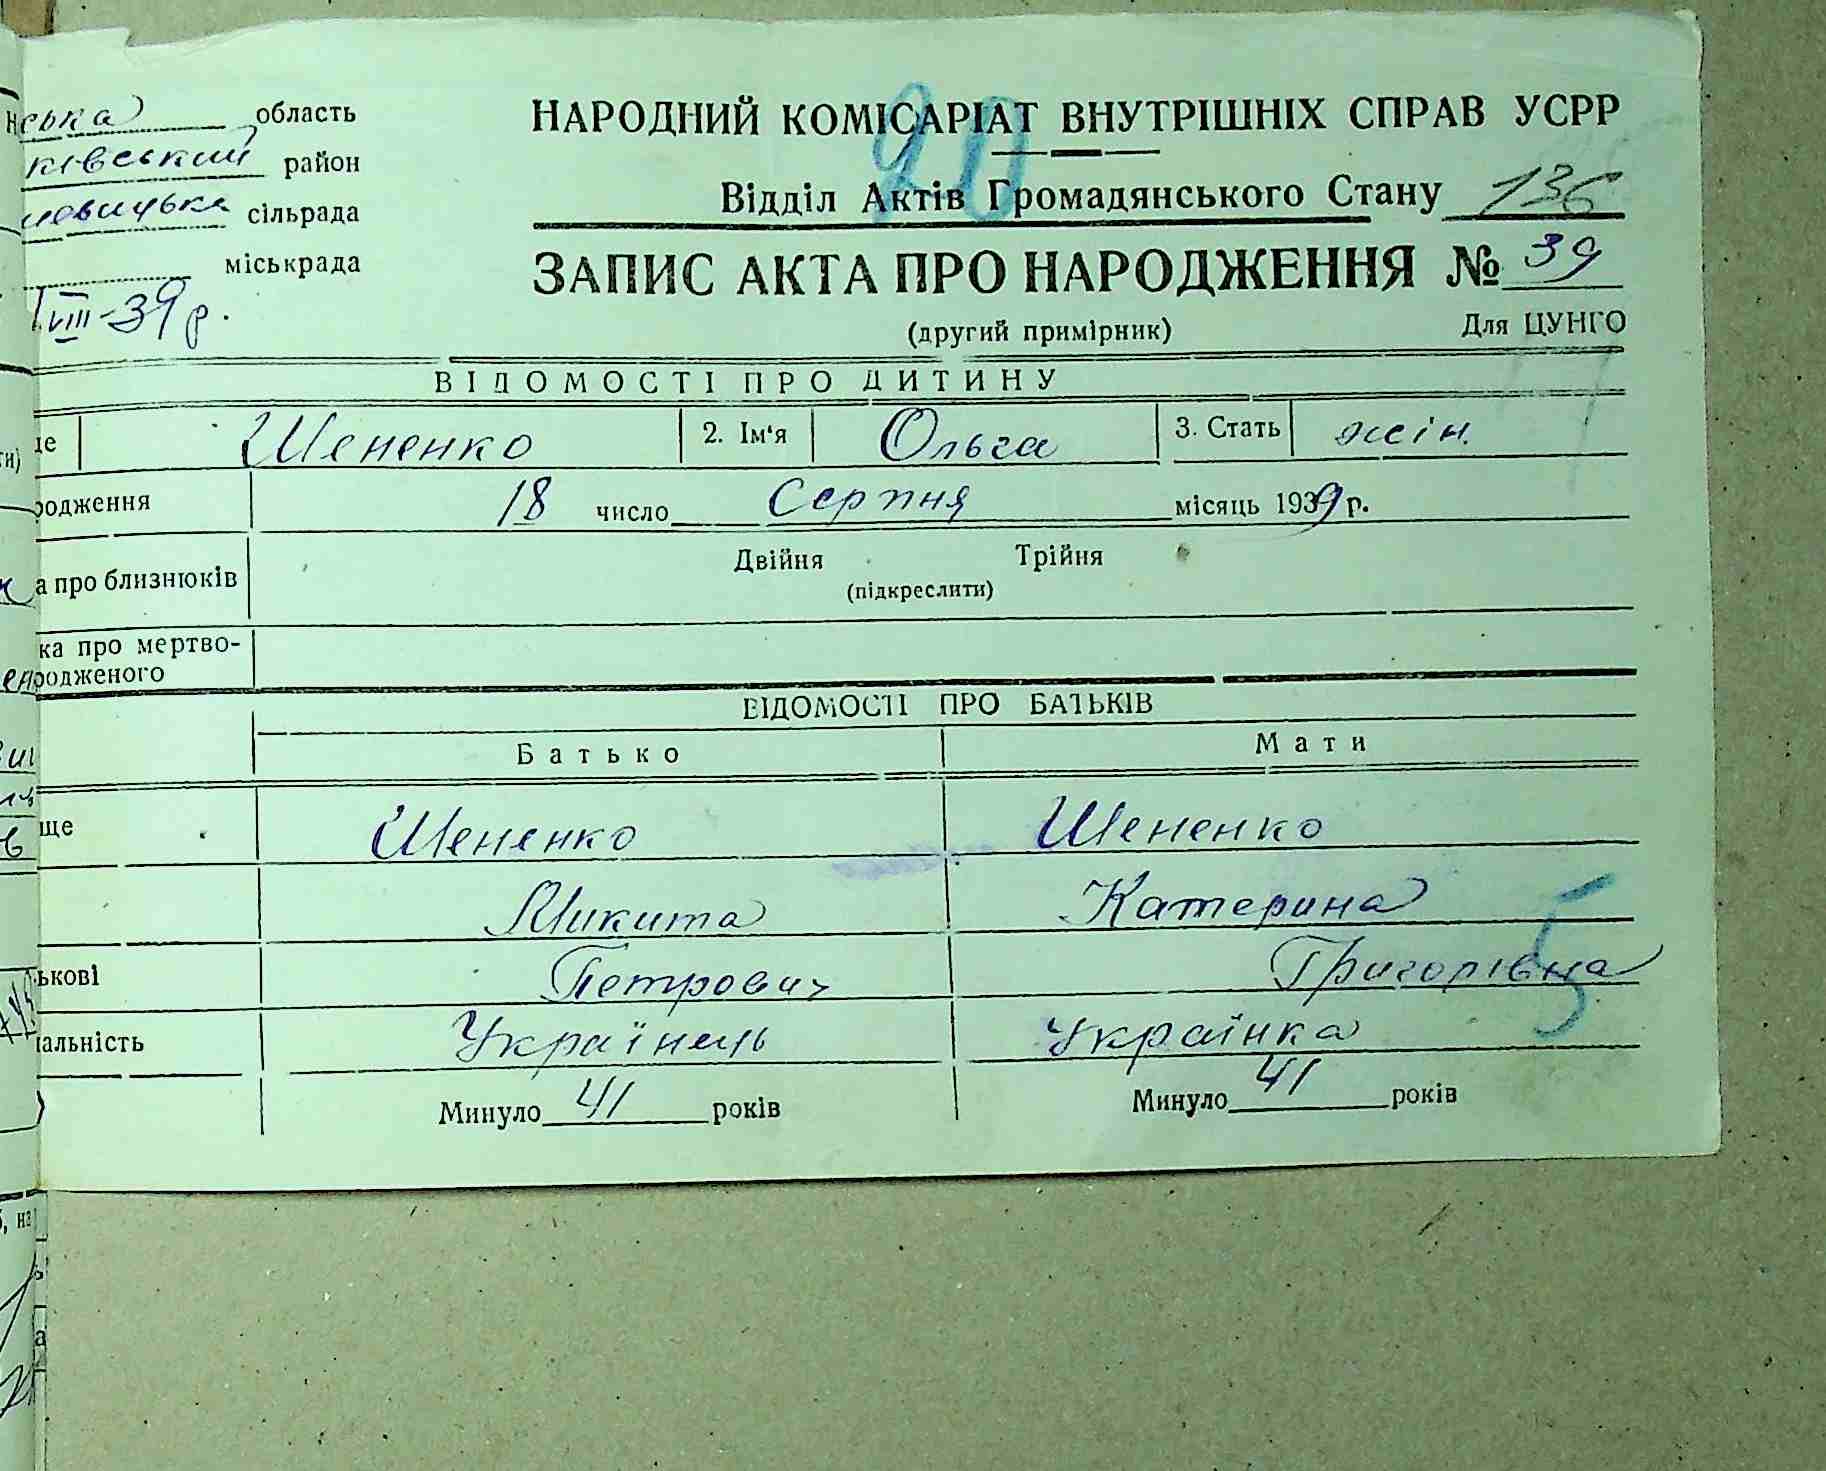 ська область
НАРОДНИЙ КОМІСАРІАТ ВНУТРІШНІХ СПРАВ УСРР
20
ківський район
Відділ Актів Громадянського Стану 136
сільрада
міськрада
ЗАПИС АКТА ПРО НАРОДЖЕННЯ № 39
VIII-39 р.
(другий примірник) Для ЦУНГО
ВІДОМОСТІ ПРО ДИТИНУ
ще Шененко 2. Ім'я Ольга 3. Стать жін.
родження 18 число Серпня місяць 1939 р.
а про близнюків Двійня Трійня
(підкреслити)
ка про мертво-
родженого
ВІДОМОСТІ ПРО БАТЬКІВ
Батько Мати
ще Шененко Шененко
Микита Катерина
ькові Петрович Григорівна
5
альність Українець Українка
Минуло 41 років Минуло 41 років